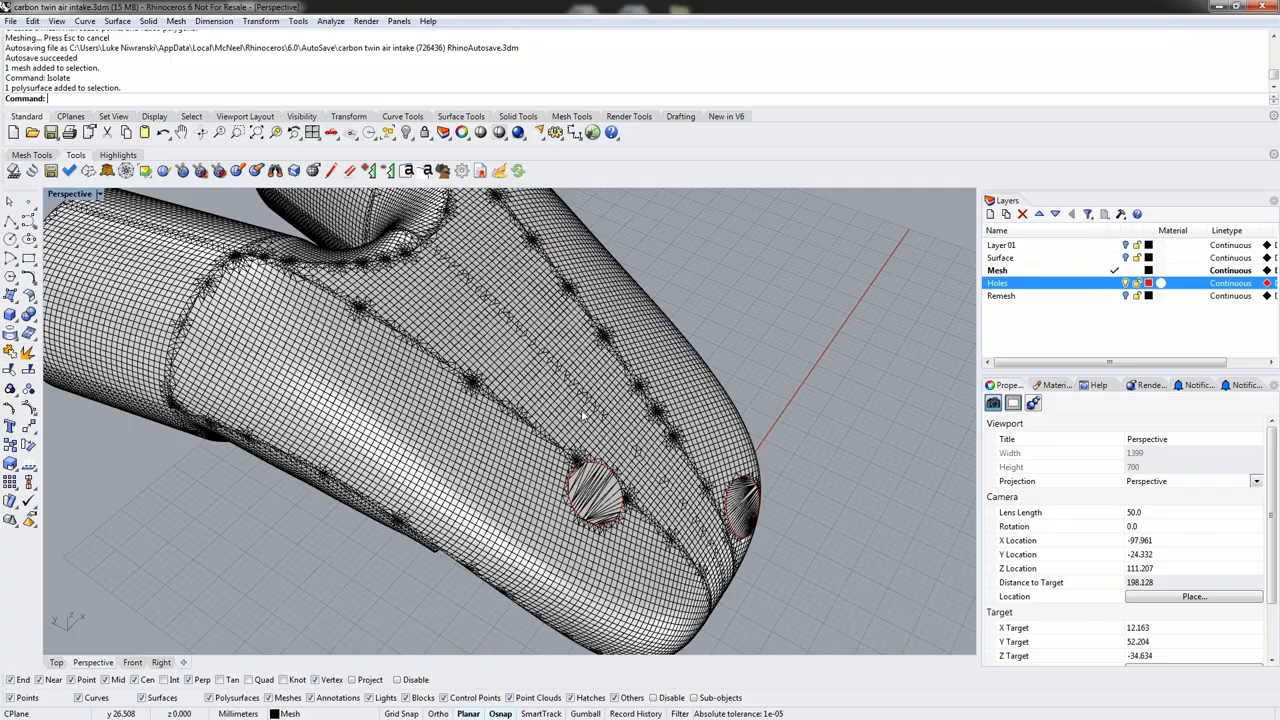 carbon twin air intake.3dm (15 MB) - Rhinoceros 6 Not For Resale - [Perspective]
File Edit View Curve Surface Solid Mesh Dimension Transform Tools Analyze Render Panels Help
Meshing... Press Esc to cancel
Autosaving file as C:\Users\Luke Niwranski\AppData\Local\McNeel\Rhinoceros\6.0\AutoSave\carbon twin air intake (726436) RhinoAutosave.3dm
Autosave succeeded
1 mesh added to selection.
Command: Isolate
1 polysurface added to selection.
Command:
Standard CPlanes Set View Display Select Viewport Layout Visibility Transform Curve Tools Surface Tools Solid Tools Mesh Tools Render Tools Drafting New in V6
Mesh Tools Tools Highlights
Perspective
Layers
Name Material Linetype
Layer 01 Continuous
Surface Continuous
Mesh Continuous
Holes Continuous
Remesh Continuous
Prope... Materi... Help Rende... Notific... Notific...
Viewport
Title Perspective
Width 1399
Height 700
Projection Perspective
Camera
Lens Length 50.0
Rotation 0.0
X Location -97.961
Y Location -24.332
Z Location 111.207
Distance to Target 198.128
Location Place...
Target
X Target 12.163
Y Target 52.204
Z Target -34.634
z y x
Top Perspective Front Right
End Near Point Mid Cen Int Perp Tan Quad Knot Vertex Project Disable
Points Curves Surfaces Polysurfaces Meshes Annotations Lights Blocks Control Points Point Clouds Hatches Others Disable Sub-objects
CPlane y 26.508 z 0.000 Millimeters Mesh Grid Snap Ortho Planar Osnap SmartTrack Gumball Record History Filter Absolute tolerance: 1e-05